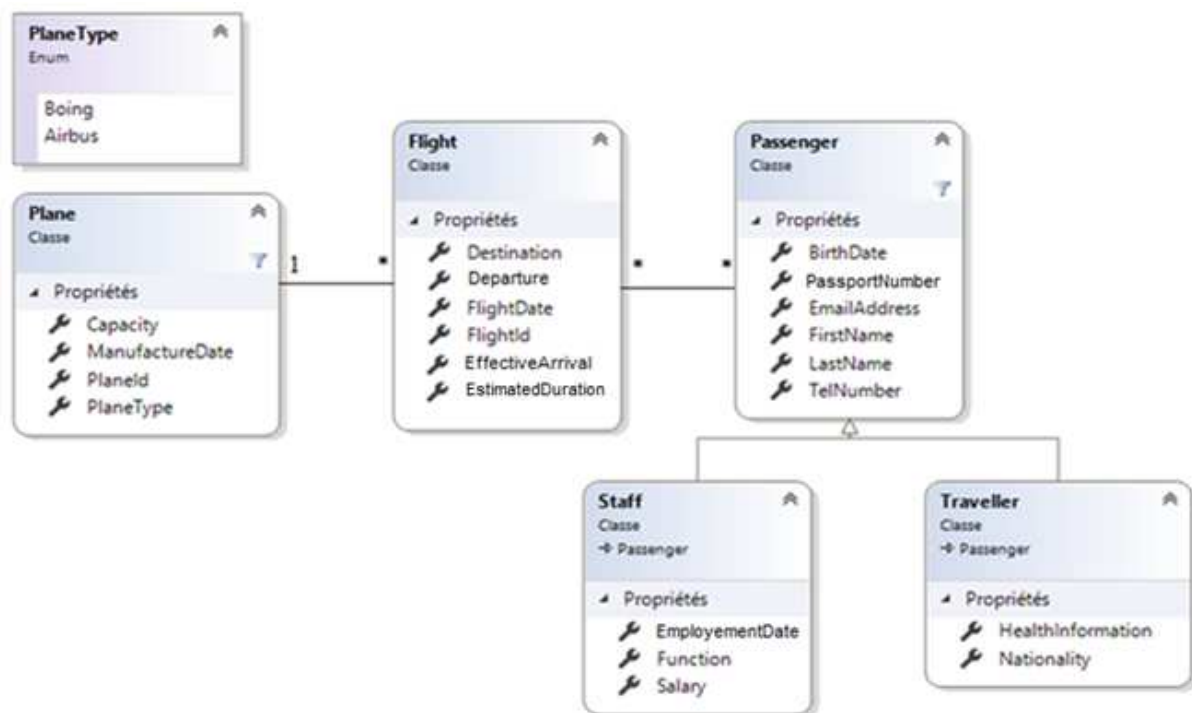 PlaneType
Enum
Boing
Airbus
Plane
Classe
Propriétés
Capacity
ManufactureDate
PlaneId
PlaneType
1
*
Flight
Classe
Propriétés
Destination
Departure
FlightDate
FlightId
EffectiveArrival
EstimatedDuration
*
*
Passenger
Classe
Propriétés
BirthDate
PassportNumber
EmailAddress
FirstName
LastName
TelNumber
Staff
Classe
Passenger
Propriétés
EmployementDate
Function
Salary
Traveller
Classe
Passenger
Propriétés
HealthInformation
Nationality